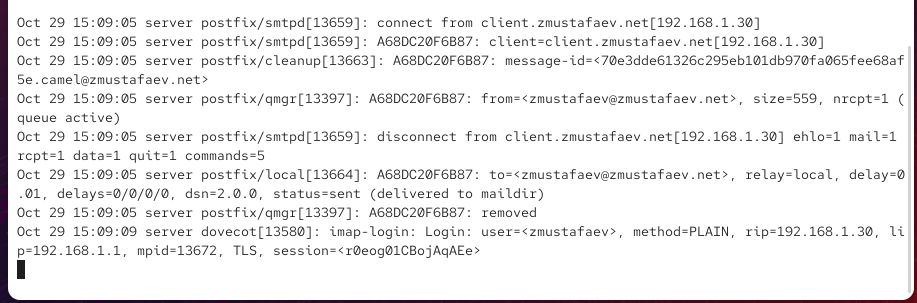 Oct 29 15:09:05 server postfix/smtpd[13659]: connect from client.zmustafaev.net[192.168.1.30]
Oct 29 15:09:05 server postfix/smtpd[13659]: A68DC20F6B87: client=client.zmustafaev.net[192.168.1.30]
Oct 29 15:09:05 server postfix/cleanup[13663]: A68DC20F6B87: message-id=<70e3dde61326c295eb101db970fa065fee68af
5e.camel@zmustafaev.net>
Oct 29 15:09:05 server postfix/qmgr[13397]: A68DC20F6B87: from=<zmustafaev@zmustafaev.net>, size=559, nrcpt=1 (
queue active)
Oct 29 15:09:05 server postfix/smtpd[13659]: disconnect from client.zmustafaev.net[192.168.1.30] ehlo=1 mail=1
rcpt=1 data=1 quit=1 commands=5
Oct 29 15:09:05 server postfix/local[13664]: A68DC20F6B87: to=<zmustafaev@zmustafaev.net>, relay=local, delay=0
.01, delays=0/0/0/0, dsn=2.0.0, status=sent (delivered to maildir)
Oct 29 15:09:05 server postfix/qmgr[13397]: A68DC20F6B87: removed
Oct 29 15:09:09 server dovecot[13580]: imap-login: Login: user=<zmustafaev>, method=PLAIN, rip=192.168.1.30, li
p=192.168.1.1, mpid=13672, TLS, session=<r0eog01CBojAqAEe>